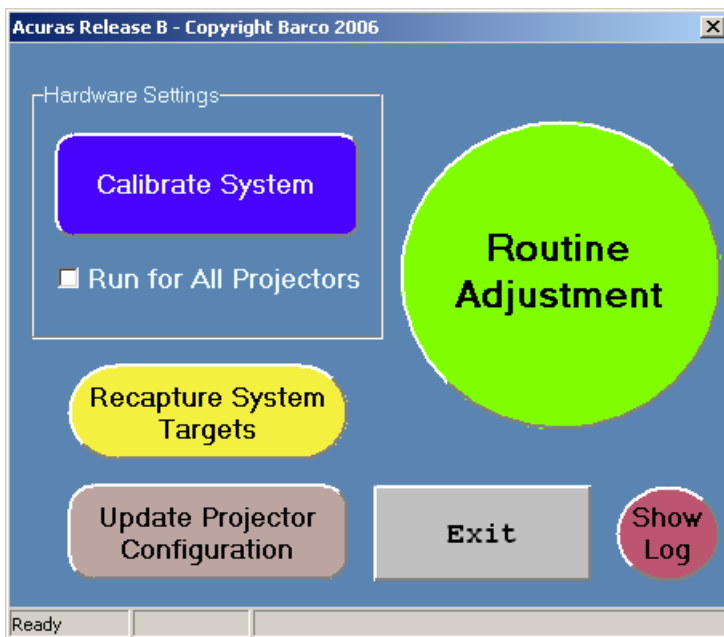 Acuras Release B - Copyright Barco 2006
Hardware Settings
Calibrate System
Run for All Projectors
Routine
Adjustment
Recapture System
Targets
Update Projector
Configuration
Exit
Show
Log
Ready